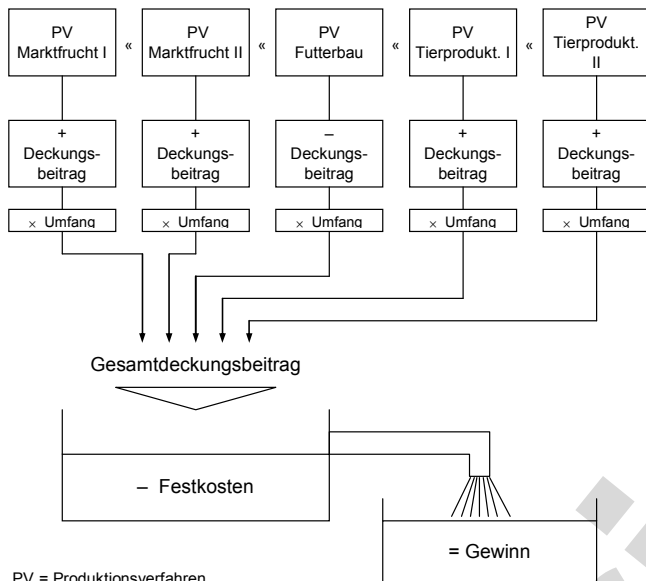 PV
Marktfrucht I
«
PV
Marktfrucht II
«
PV
Futterbau
«
PV
Tierprodukt. I
«
PV
Tierprodukt.
II
+
Deckungs-
beitrag
+
Deckungs-
beitrag
–
Deckungs-
beitrag
+
Deckungs-
beitrag
+
Deckungs-
beitrag
× Umfang
× Umfang
× Umfang
× Umfang
× Umfang
Gesamtdeckungsbeitrag
– Festkosten
= Gewinn
PV = Produktionsverfahren